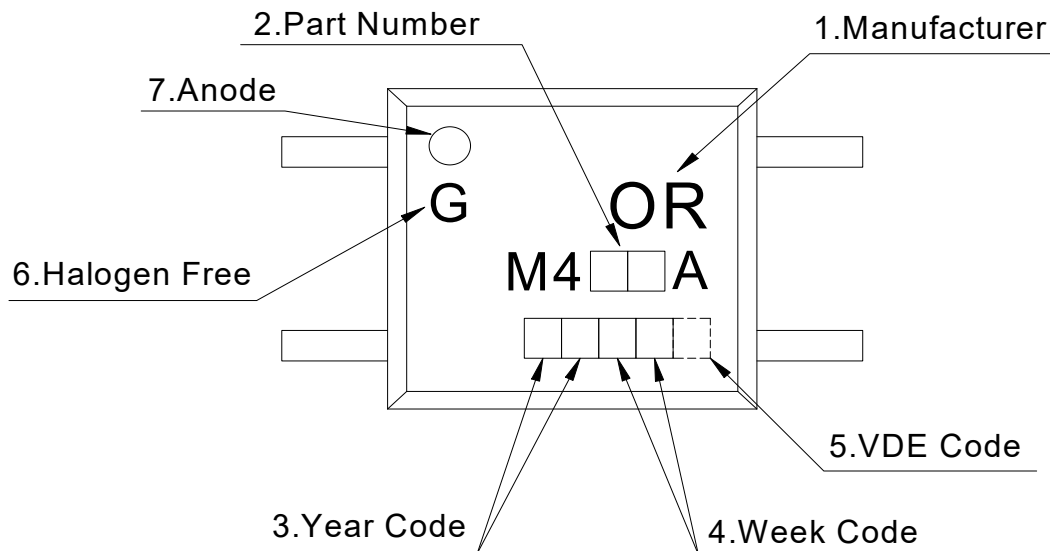 2.Part Number
1.Manufacturer
7.Anode
OR
G
M4 A
6.Halogen Free
5.VDE Code
3.Year Code
4.Week Code